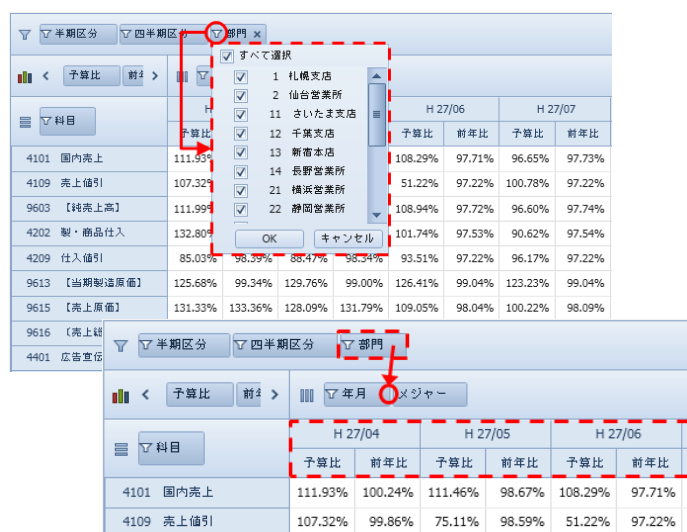 半期区分 四半期区分 部門 ×
すべて選択
予算比 前年
1 札幌支店
2 仙台営業所
11 さいたま支店
12 千葉支店
13 新宿本店
14 長野営業所
21 横浜営業所
22 静岡営業所
OK キャンセル
科目
H H 27/06 H 27/07
予算比 予算比 前年比 予算比 前年比
4101 国内売上 111.93% 108.29% 97.71% 96.65% 97.73%
4109 売上値引 107.32% 51.22% 97.22% 100.78% 97.22%
9603 【純売上高】 111.99% 108.94% 97.72% 96.60% 97.74%
4202 製・商品仕入 132.80% 101.74% 97.53% 90.62% 97.54%
4209 仕入値引 85.03% 98.39% 88.47% 98.34% 93.51% 97.22% 96.17% 97.22%
9613 【当期製造原価】 125.68% 99.34% 129.76% 99.00% 126.41% 99.04% 123.23% 99.04%
9615 【売上原価】 131.33% 133.36% 128.09% 131.79% 109.05% 98.04% 100.22% 98.09%
9616 【売上総
4401 広告宣伝
半期区分 四半期区分 部門
予算比 前年 年月 メジャー
科目
H 27/04 H 27/05 H 27/06
予算比 前年比 予算比 前年比 予算比 前年比
4101 国内売上 111.93% 100.24% 111.46% 98.67% 108.29% 97.71%
4109 売上値引 107.32% 99.86% 75.11% 98.59% 51.22% 97.22%